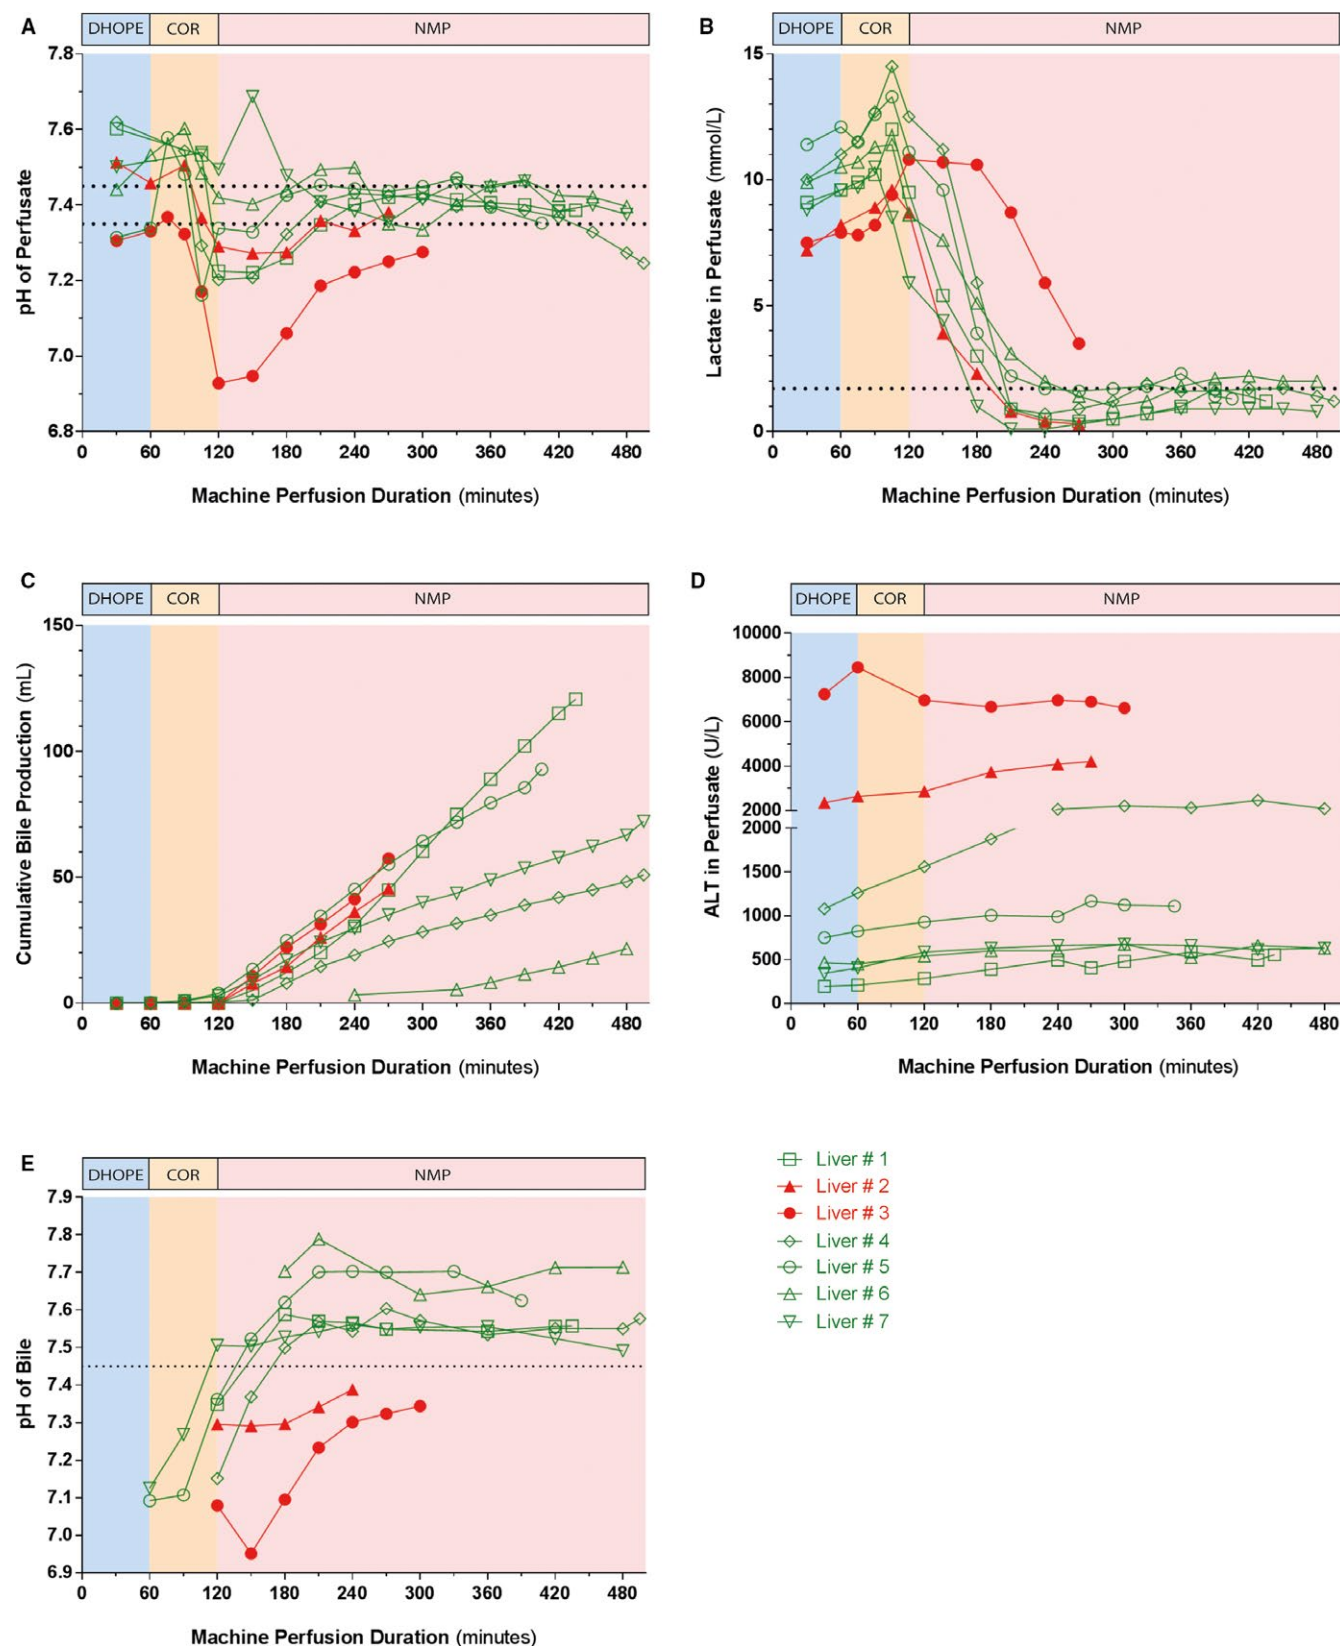 A
DHOPE COR NMP
7.8
7.6
7.4
7.2
7.0
6.8
pH of Perfusate
0 60 120 180 240 300 360 420 480
Machine Perfusion Duration (minutes)
B
DHOPE COR NMP
15
10
5
0
Lactate in Perfusate (mmol/L)
0 60 120 180 240 300 360 420 480
Machine Perfusion Duration (minutes)
C
DHOPE COR NMP
150
100
50
0
Cumulative Bile Production (mL)
0 60 120 180 240 300 360 420 480
Machine Perfusion Duration (minutes)
D
DHOPE COR NMP
10000
8000
6000
4000
2000
2000
1500
1000
500
0
ALT in Perfusate (U/L)
0 60 120 180 240 300 360 420 480
Machine Perfusion Duration (minutes)
E
DHOPE COR NMP
7.9
7.8
7.7
7.6
7.5
7.4
7.3
7.2
7.1
7.0
6.9
pH of Bile
0 60 120 180 240 300 360 420 480
Machine Perfusion Duration (minutes)
Liver # 1
Liver # 2
Liver # 3
Liver # 4
Liver # 5
Liver # 6
Liver # 7